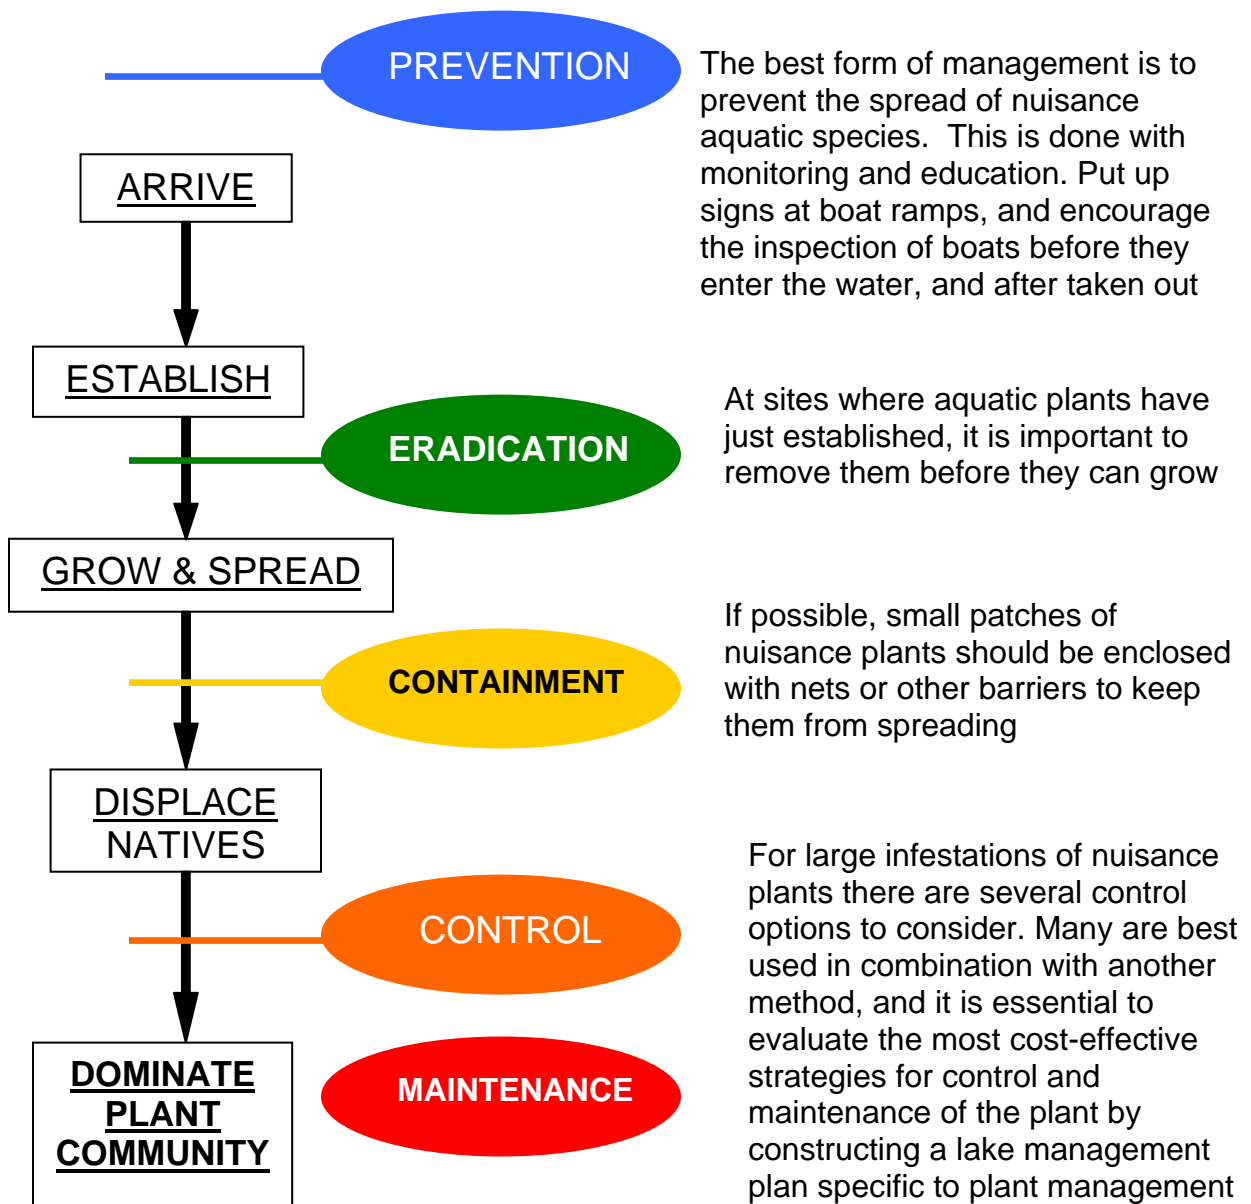 PREVENTION
The best form of management is to
prevent the spread of nuisance
aquatic species.  This is done with
monitoring and education. Put up
signs at boat ramps, and encourage
the inspection of boats before they
enter the water, and after taken out
ARRIVE
ESTABLISH
ERADICATION
At sites where aquatic plants have
just established, it is important to
remove them before they can grow
GROW & SPREAD
CONTAINMENT
If possible, small patches of
nuisance plants should be enclosed
with nets or other barriers to keep
them from spreading
DISPLACE
NATIVES
CONTROL
For large infestations of nuisance
plants there are several control
options to consider. Many are best
used in combination with another
method, and it is essential to
evaluate the most cost-effective
strategies for control and
maintenance of the plant by
constructing a lake management
plan specific to plant management
DOMINATE
PLANT
COMMUNITY
MAINTENANCE